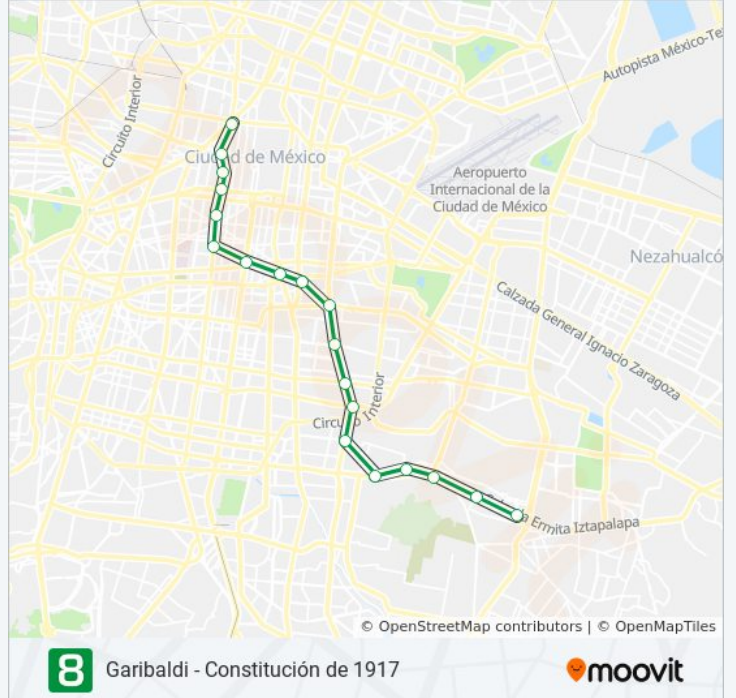 Autopista México-Te
Circuito Interior
Ciudad de México
Aeropuerto
Internacional de la
Ciudad de México
Nezahualcó
Calzada General Ignacio Zaragoza
Circuito Interior
Ermita Iztapalapa
© OpenStreetMap contributors | © OpenMapTiles
8 Garibaldi - Constitución de 1917
moovit